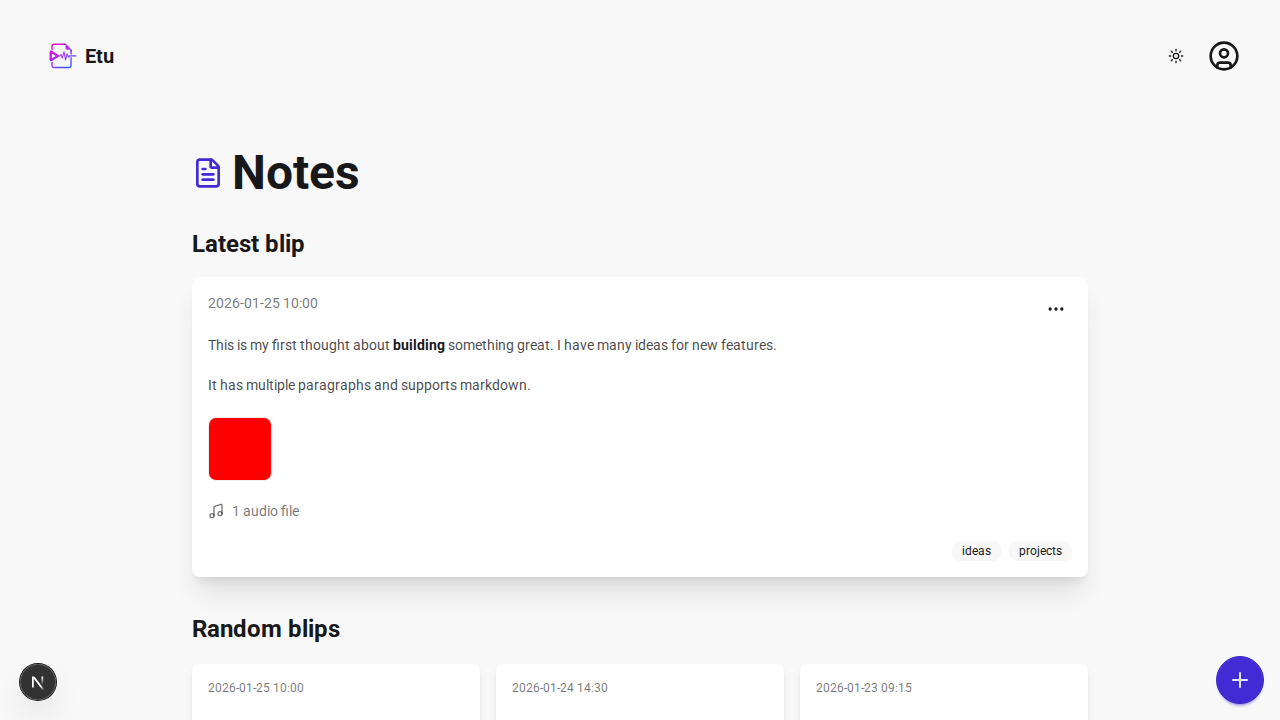 Etu
Notes
Latest blip
2026-01-25 10:00
This is my first thought about building something great. I have many ideas for new features.
It has multiple paragraphs and supports markdown.
1 audio file
ideas projects
Random blips
2026-01-25 10:00 2026-01-24 14:30 2026-01-23 09:15
N